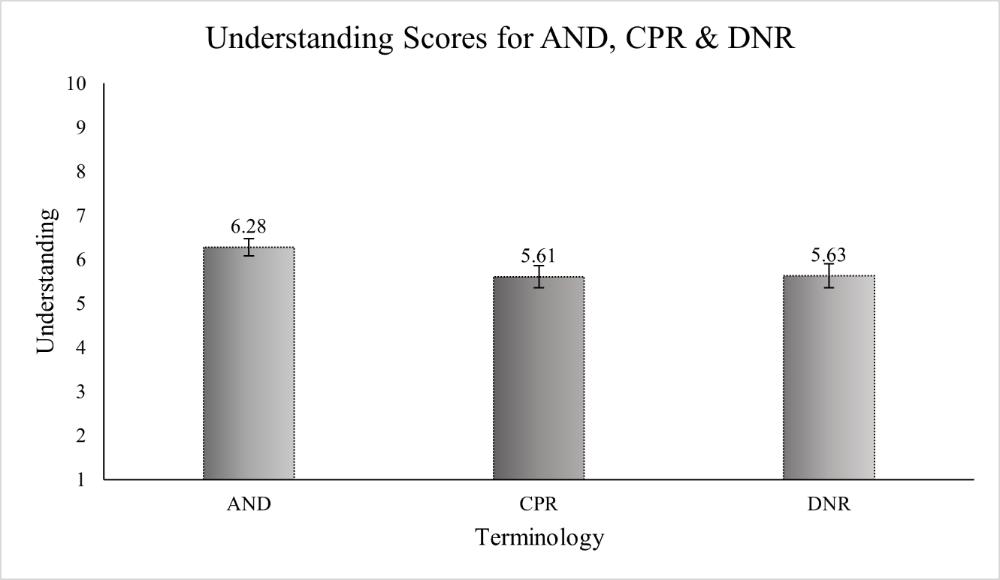 Understanding Scores for AND, CPR & DNR
10
9
8
7
6
5
4
3
2
1
Understanding
6.28
5.61
5.63
AND
CPR
DNR
Terminology